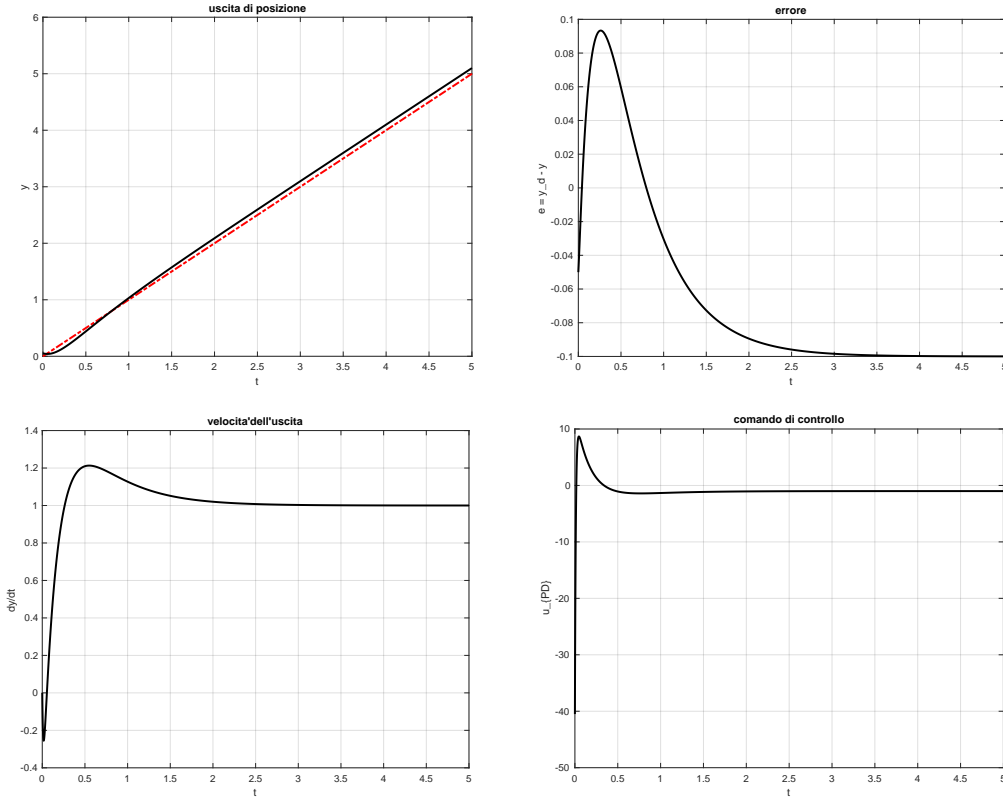 uscita di posizione
6
5
4
3
2
1
0
y
0 0.5 1 1.5 2 2.5 3 3.5 4 4.5 5
t
errore
0.1
0.08
0.06
0.04
0.02
0
-0.02
-0.04
-0.06
-0.08
-0.1
e = y_d - y
0 0.5 1 1.5 2 2.5 3 3.5 4 4.5 5
t
velocita'dell'uscita
1.4
1.2
1
0.8
0.6
0.4
0.2
0
-0.2
-0.4
dy/dt
0 0.5 1 1.5 2 2.5 3 3.5 4 4.5 5
t
comando di controllo
10
0
-10
-20
-30
-40
-50
u_{PD}
0 0.5 1 1.5 2 2.5 3 3.5 4 4.5 5
t